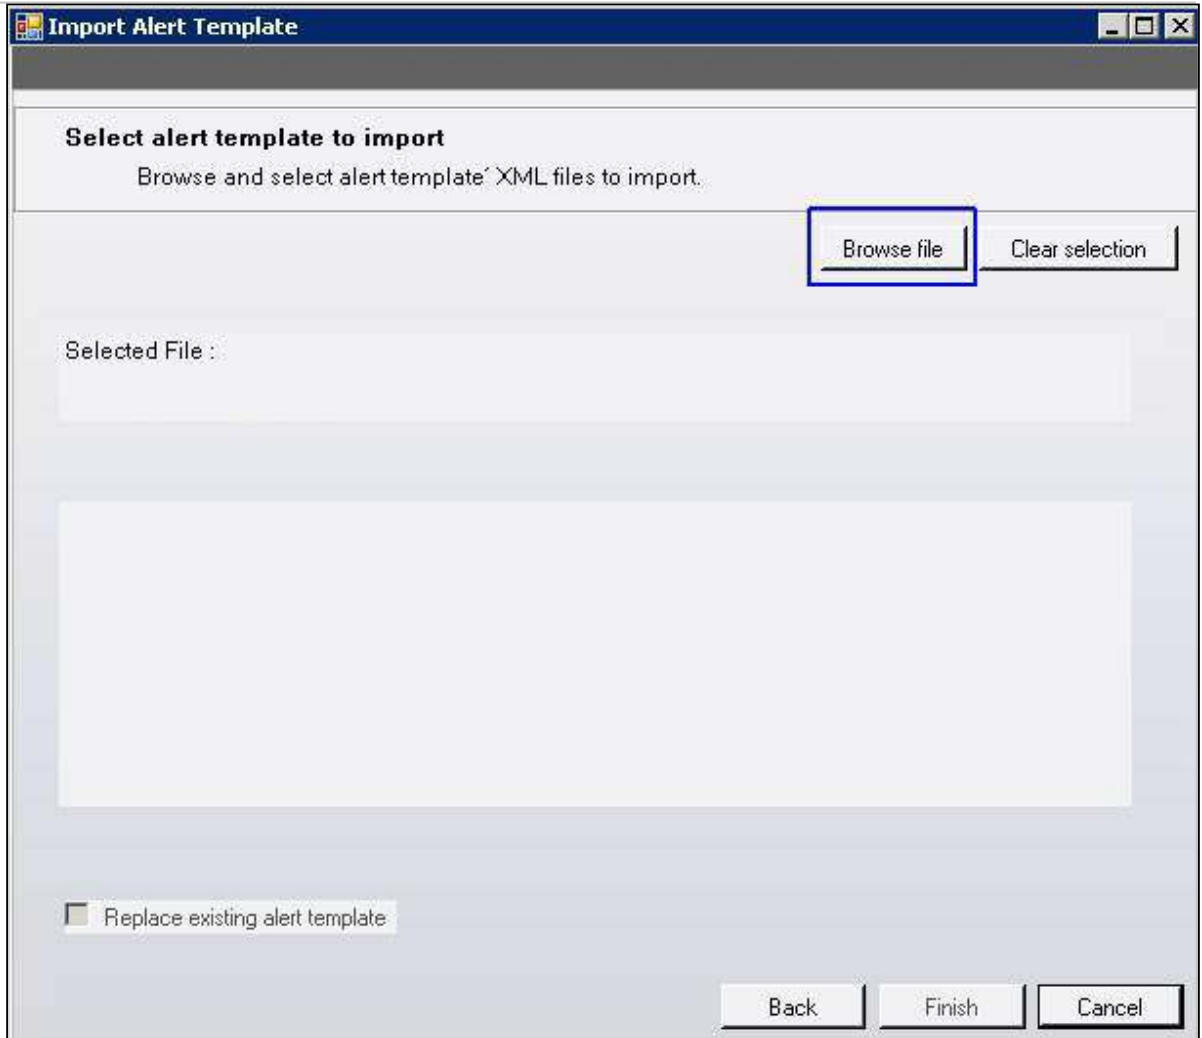 Import Alert Template
Select alert template to import
Browse and select alert template´ XML files to import.
Browse file
Clear selection
Selected File :
Replace existing alert template
Back
Finish
Cancel